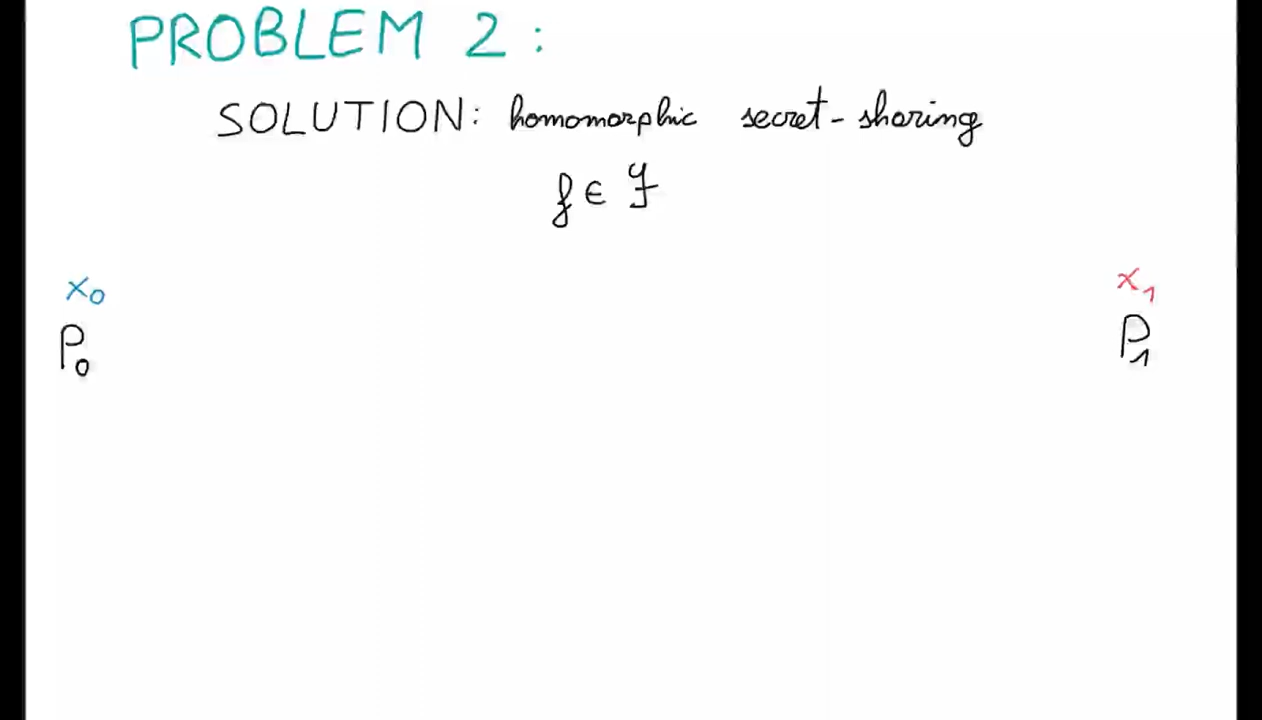 PROBLEM 2:
SOLUTION: homomorphic secret-sharing
f ∈ ℱ
x₀ x₁
P₀ P₁